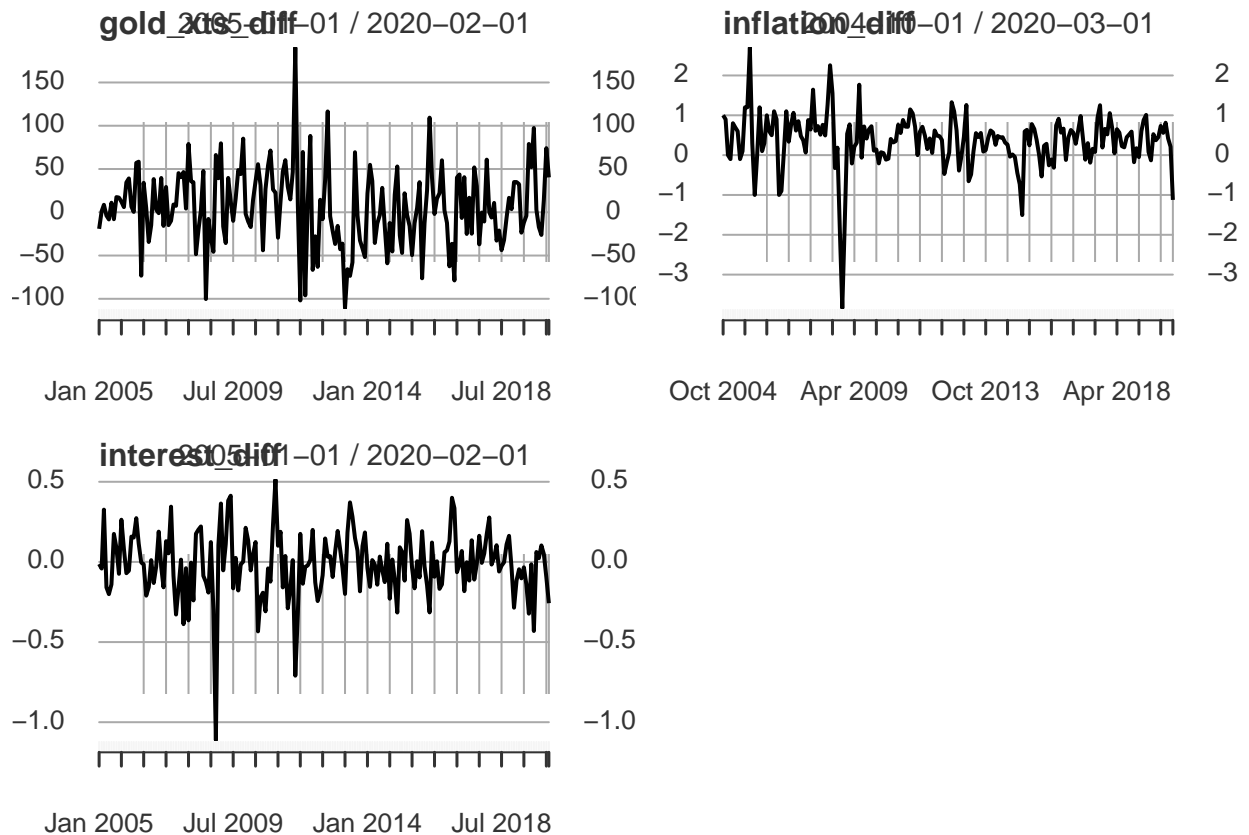 gold_xts_diff 2005-01-01 / 2020-02-01
150 150
100 100
50 50
0 0
−50 −50
-100 −100
Jan 2005 Jul 2009 Jan 2014 Jul 2018
inflation_diff 2004-10-01 / 2020−03−01
2 2
1 1
0 0
−1 −1
−2 −2
−3 −3
Oct 2004 Apr 2009 Oct 2013 Apr 2018
interest_diff 2005-01-01 / 2020−02−01
0.5 0.5
0.0 0.0
−0.5 −0.5
−1.0 −1.0
Jan 2005 Jul 2009 Jan 2014 Jul 2018